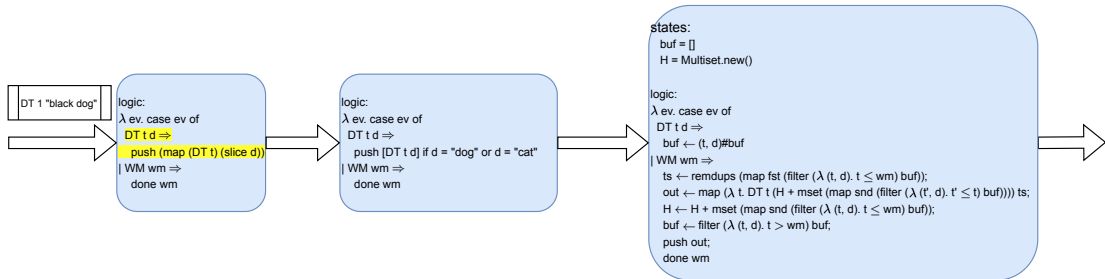 DT 1 "black dog"
logic:
λ ev. case ev of
DT t d ⇒
push (map (DT t) (slice d))
| WM wm ⇒
done wm
logic:
λ ev. case ev of
DT t d ⇒
push [DT t d] if d = "dog" or d = "cat"
| WM wm ⇒
done wm
states:
buf = []
H = Multiset.new()
logic:
λ ev. case ev of
DT t d ⇒
buf ← (t, d)#buf
| WM wm ⇒
ts ← remdups (map fst (filter (λ (t, d). t ≤ wm) buf));
out ← map (λ t. DT t (H + mset (map snd (filter (λ (t', d). t' ≤ t) buf)))) ts;
H ← H + mset (map snd (filter (λ (t, d). t ≤ wm) buf));
buf ← filter (λ (t, d). t > wm) buf;
push out;
done wm